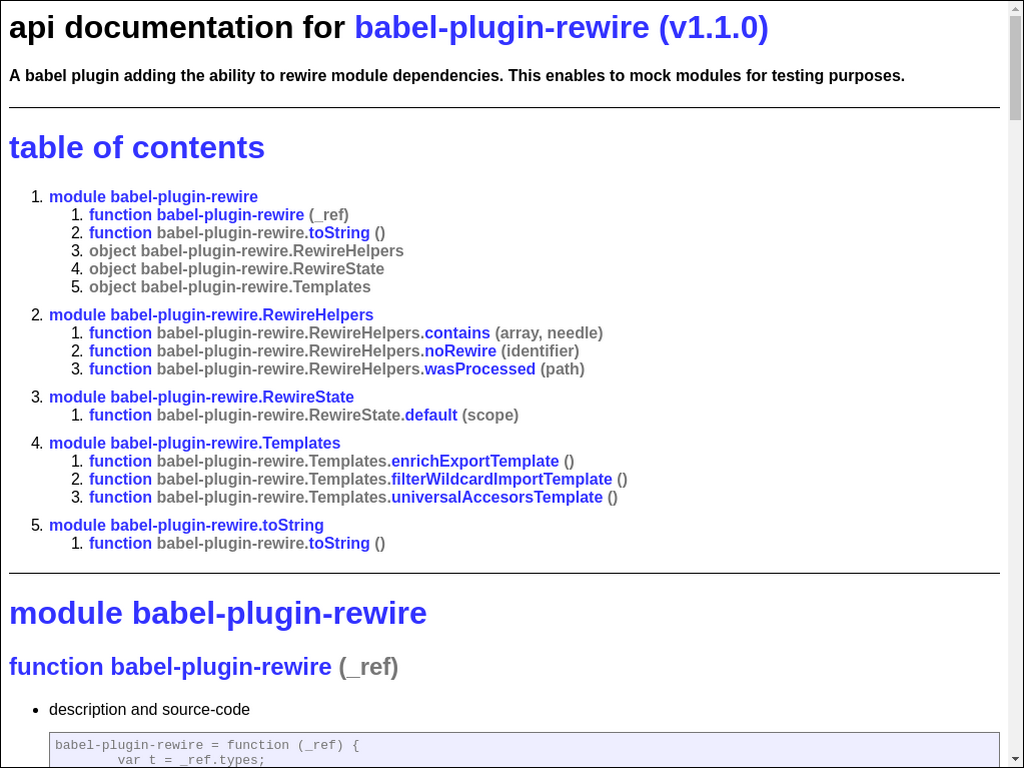 api documentation for babel-plugin-rewire (v1.1.0)
A babel plugin adding the ability to rewire module dependencies. This enables to mock modules for testing purposes.
table of contents
1. module babel-plugin-rewire
1. function babel-plugin-rewire (_ref)
2. function babel-plugin-rewire.toString ()
3. object babel-plugin-rewire.RewireHelpers
4. object babel-plugin-rewire.RewireState
5. object babel-plugin-rewire.Templates
2. module babel-plugin-rewire.RewireHelpers
1. function babel-plugin-rewire.RewireHelpers.contains (array, needle)
2. function babel-plugin-rewire.RewireHelpers.noRewire (identifier)
3. function babel-plugin-rewire.RewireHelpers.wasProcessed (path)
3. module babel-plugin-rewire.RewireState
1. function babel-plugin-rewire.RewireState.default (scope)
4. module babel-plugin-rewire.Templates
1. function babel-plugin-rewire.Templates.enrichExportTemplate ()
2. function babel-plugin-rewire.Templates.filterWildcardImportTemplate ()
3. function babel-plugin-rewire.Templates.universalAccesorsTemplate ()
5. module babel-plugin-rewire.toString
1. function babel-plugin-rewire.toString ()
module babel-plugin-rewire
function babel-plugin-rewire (_ref)
• description and source-code
babel-plugin-rewire = function (_ref) {
var t = _ref.types;